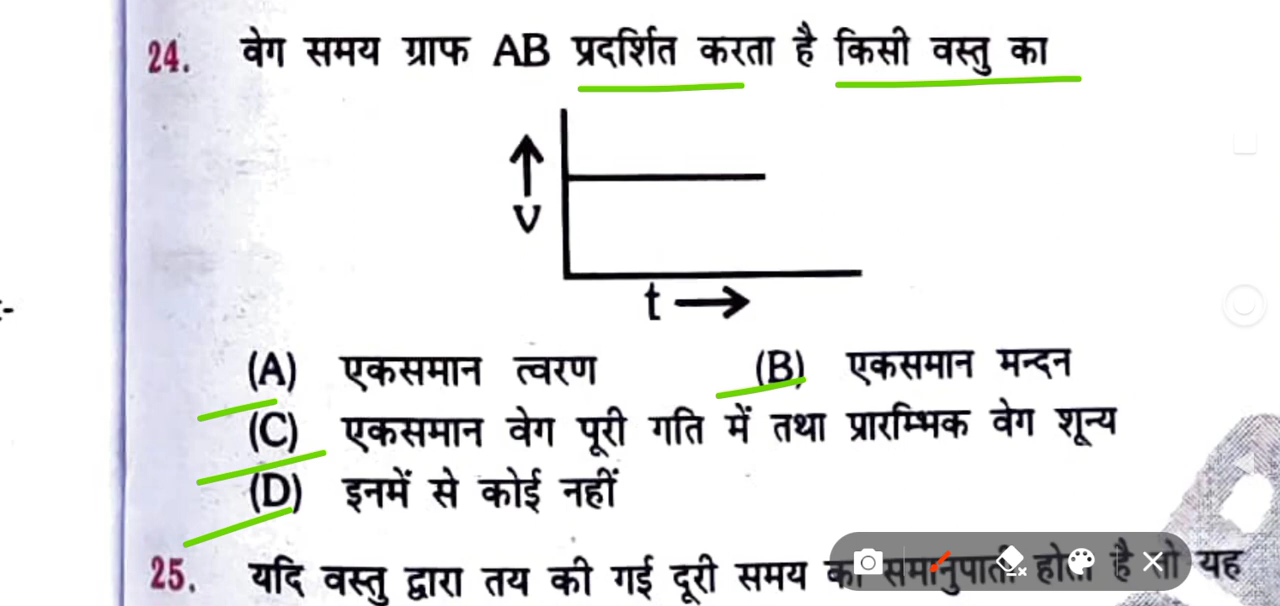 24. वेग समय ग्राफ AB प्रदर्शित करता है किसी वस्तु का
v
t
(A) एकसमान त्वरण (B) एकसमान मन्दन
(C) एकसमान वेग पूरी गति में तथा प्रारम्भिक वेग शून्य
(D) इनमें से कोई नहीं
25. यदि वस्तु द्वारा तय की गई दूरी समय का समानुपाती होता है तो यह